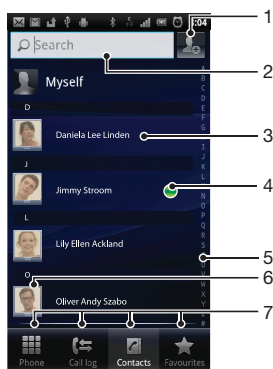 :04
1
Search
2
Myself
D
Daniela Lee Linden
3
J
Jimmy Stroom
4
L
Lily Ellen Ackland
5
O
6
Oliver Andy Szabo
7
A
B
C
D
E
F
G
I
J
K
L
N
O
P
Q
R
S
U
V
W
X
Y
Z
#
Phone
Call log
Contacts
Favourites